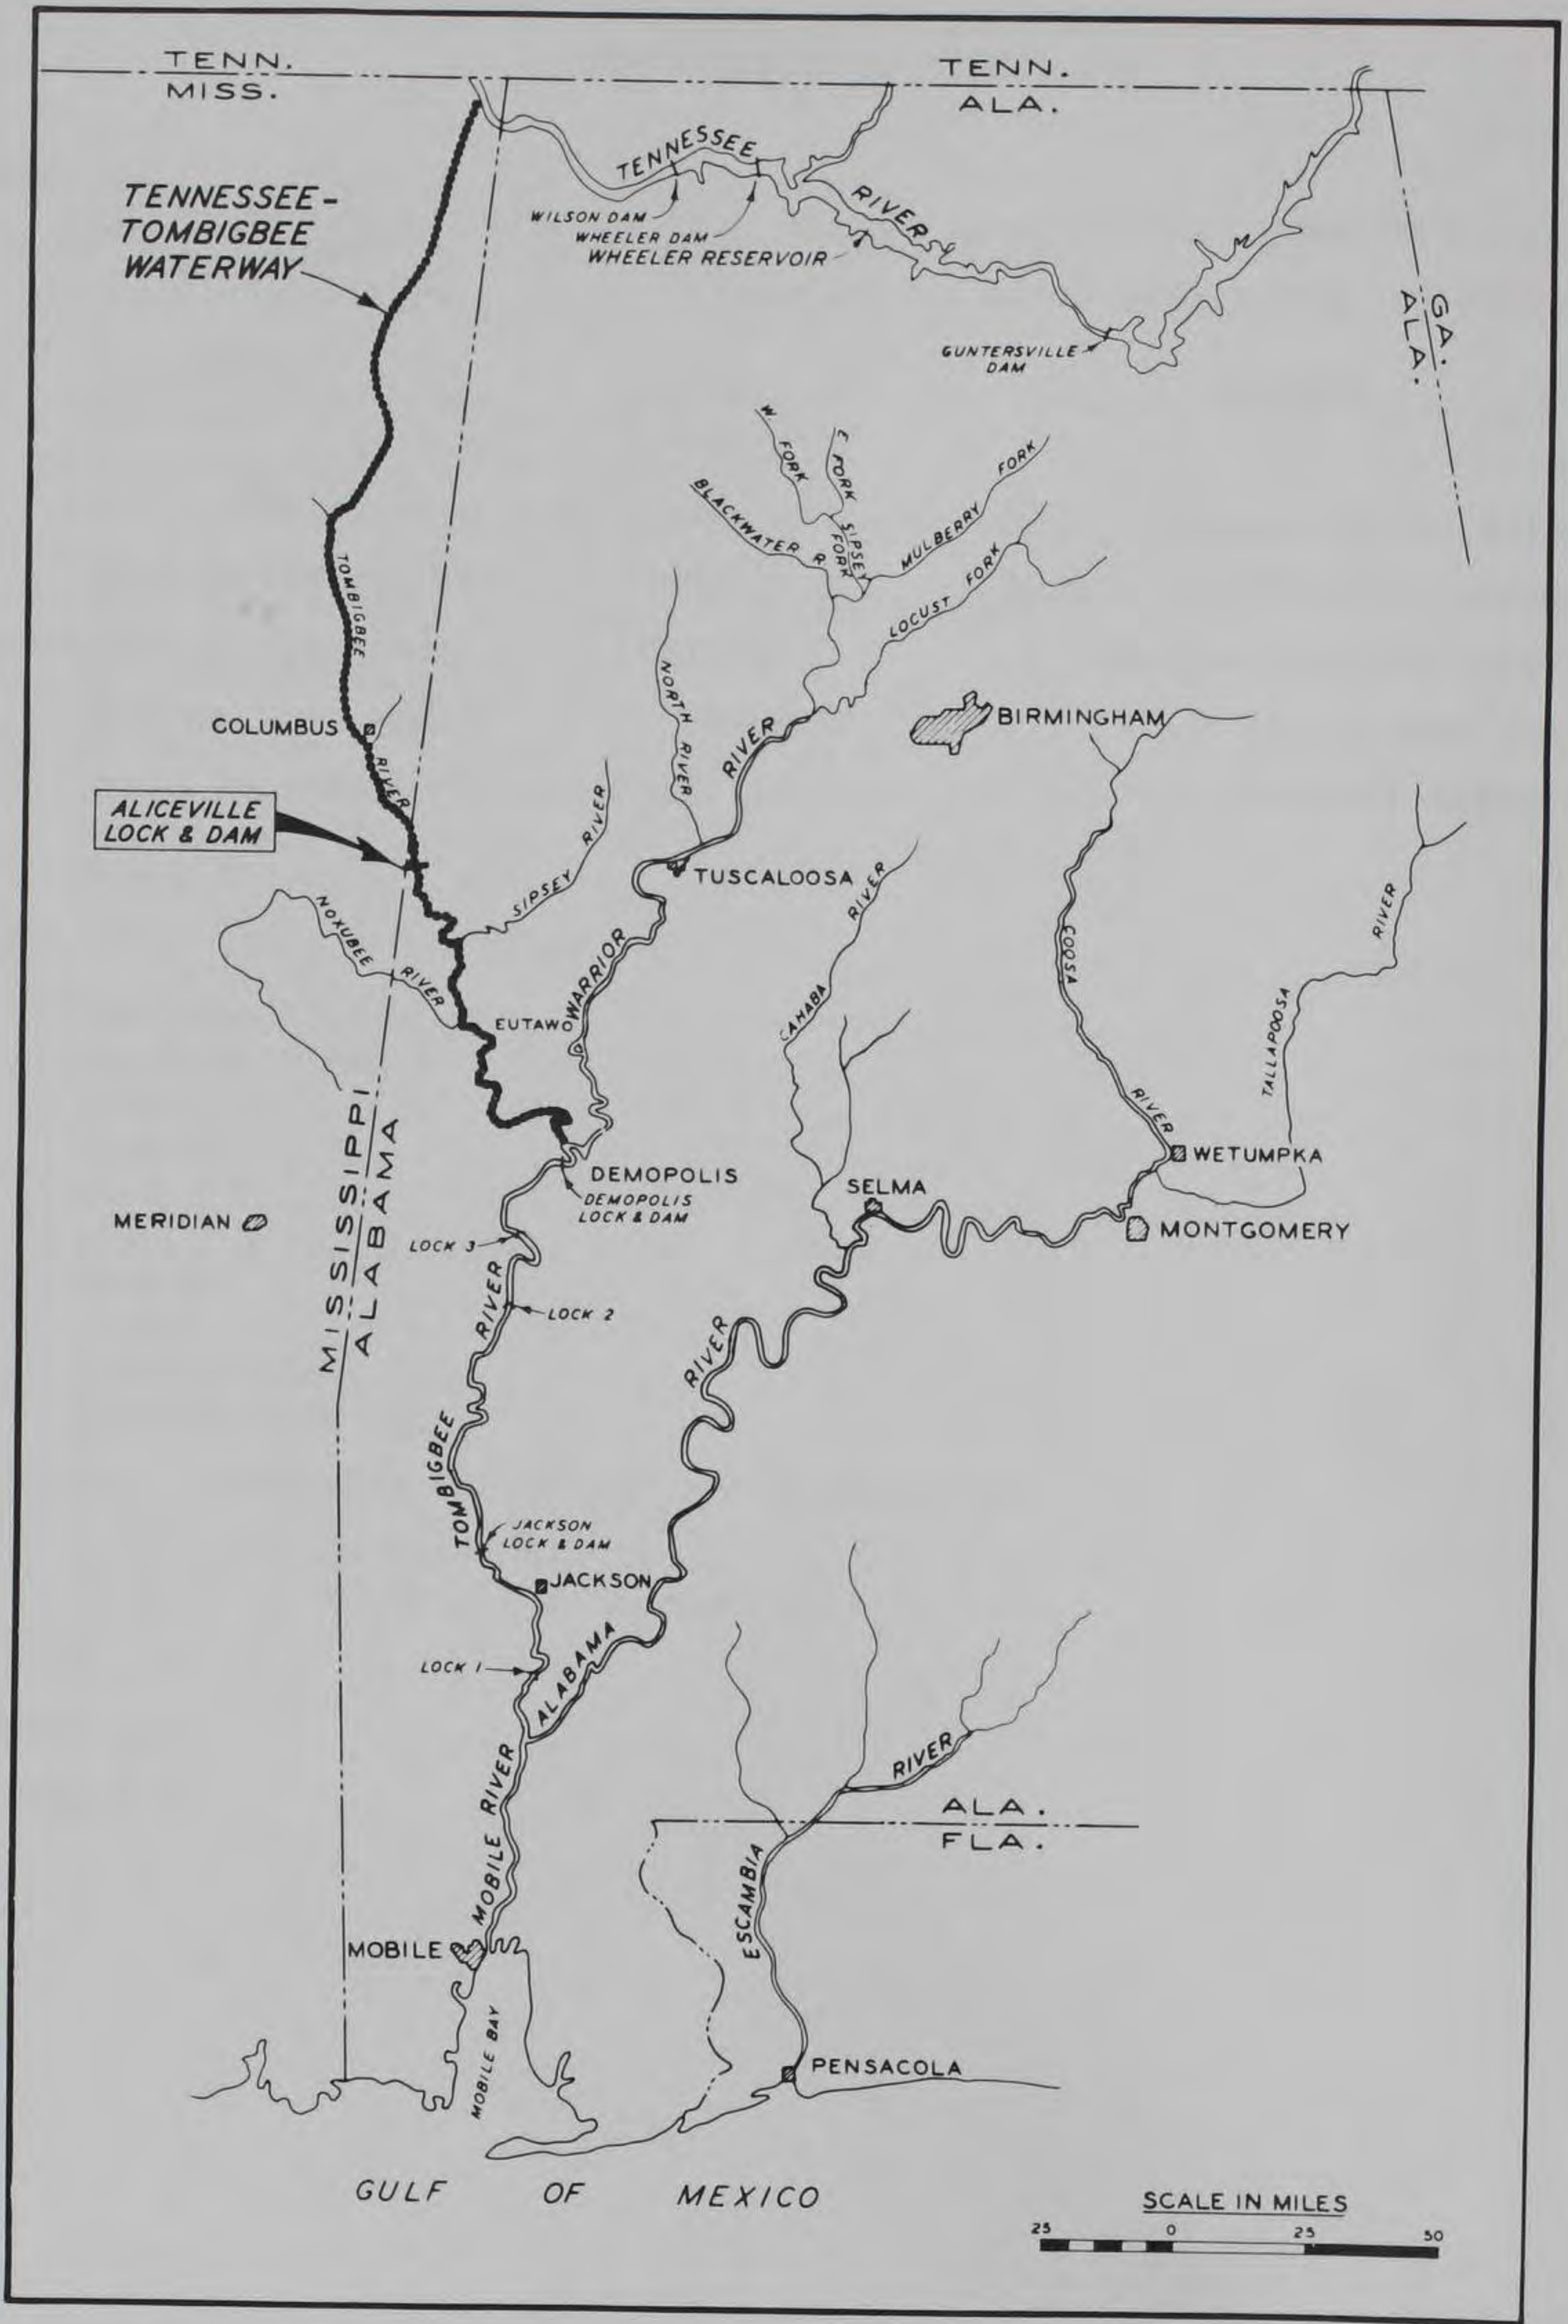 TENN.
MISS.
TENN.
ALA.
TENNESSEE
RIVER
TENNESSEE-
TOMBIGBEE
WATERWAY
WILSON DAM
WHEELER DAM
WHEELER RESERVOIR
GUNTERSVILLE
DAM
GA.
ALA.
W. FORK
E. FORK
SIPSEY
FORK
BLACKWATER R.
MULBERRY FORK
LOCUST FORK
TOMBIGBEE
RIVER
NORTH RIVER
COLUMBUS
BIRMINGHAM
RIVER
ALICEVILLE
LOCK & DAM
SIPSEY RIVER
TUSCALOOSA
NOXUBEE
RIVER
WARRIOR
CAHABA RIVER
COOSA
RIVER
TALLAPOOSA
RIVER
EUTAWO
MISSISSIPPI
ALABAMA
DEMOPOLIS
DEMOPOLIS
LOCK & DAM
WETUMPKA
SELMA
MERIDIAN
MONTGOMERY
LOCK 3
LOCK 2
RIVER
RIVER
TOMBIGBEE
JACKSON
LOCK & DAM
JACKSON
LOCK 1
ALABAMA
MOBILE RIVER
RIVER
ALA.
FLA.
ESCAMBIA
MOBILE
MOBILE BAY
PENSACOLA
GULF OF MEXICO
SCALE IN MILES
25 0 25 50